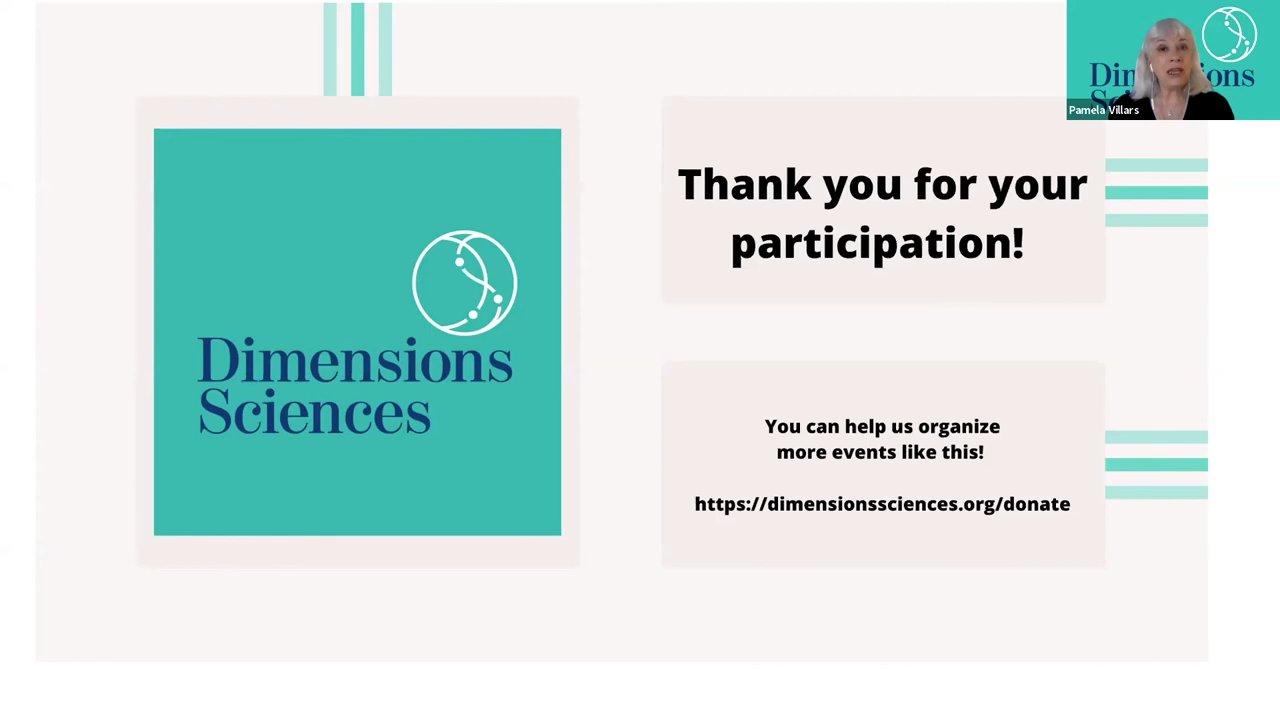 Dimensions
Sciences
Thank you for your
participation!
You can help us organize
more events like this!
https://dimensionssciences.org/donate
Pamela Villars